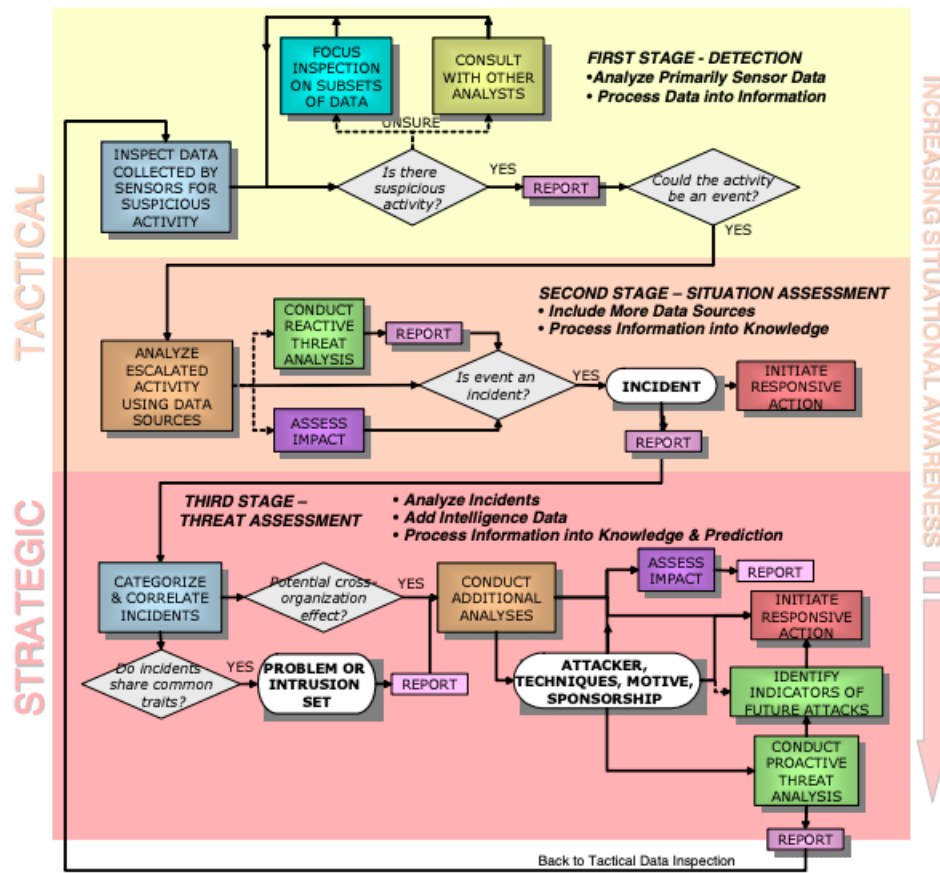 FOCUS
INSPECTION
ON SUBSETS
OF DATA
CONSULT
WITH OTHER
ANALYSTS
FIRST STAGE - DETECTION
•Analyze Primarily Sensor Data
• Process Data into Information
UNSURE
INSPECT DATA
COLLECTED BY
SENSORS FOR
SUSPICIOUS
ACTIVITY
Is there
suspicious
activity?
YES
REPORT
Could the activity
be an event?
YES
TACTICAL
INCREASING SITUATIONAL AWARENESS
SECOND STAGE – SITUATION ASSESSMENT
• Include More Data Sources
• Process Information into Knowledge
CONDUCT
REACTIVE
THREAT
ANALYSIS
REPORT
ANALYZE
ESCALATED
ACTIVITY
USING DATA
SOURCES
Is event an
incident?
YES
INCIDENT
INITIATE
RESPONSIVE
ACTION
ASSESS
IMPACT
REPORT
STRATEGIC
THIRD STAGE –
THREAT ASSESSMENT
• Analyze Incidents
• Add Intelligence Data
• Process Information into Knowledge & Prediction
CATEGORIZE
& CORRELATE
INCIDENTS
Potential cross-
organization
effect?
YES
CONDUCT
ADDITIONAL
ANALYSES
ASSESS
IMPACT
REPORT
INITIATE
RESPONSIVE
ACTION
Do incidents
share common
traits?
YES
PROBLEM OR
INTRUSION
SET
REPORT
ATTACKER,
TECHNIQUES, MOTIVE,
SPONSORSHIP
IDENTIFY
INDICATORS OF
FUTURE ATTACKS
CONDUCT
PROACTIVE
THREAT
ANALYSIS
REPORT
Back to Tactical Data Inspection